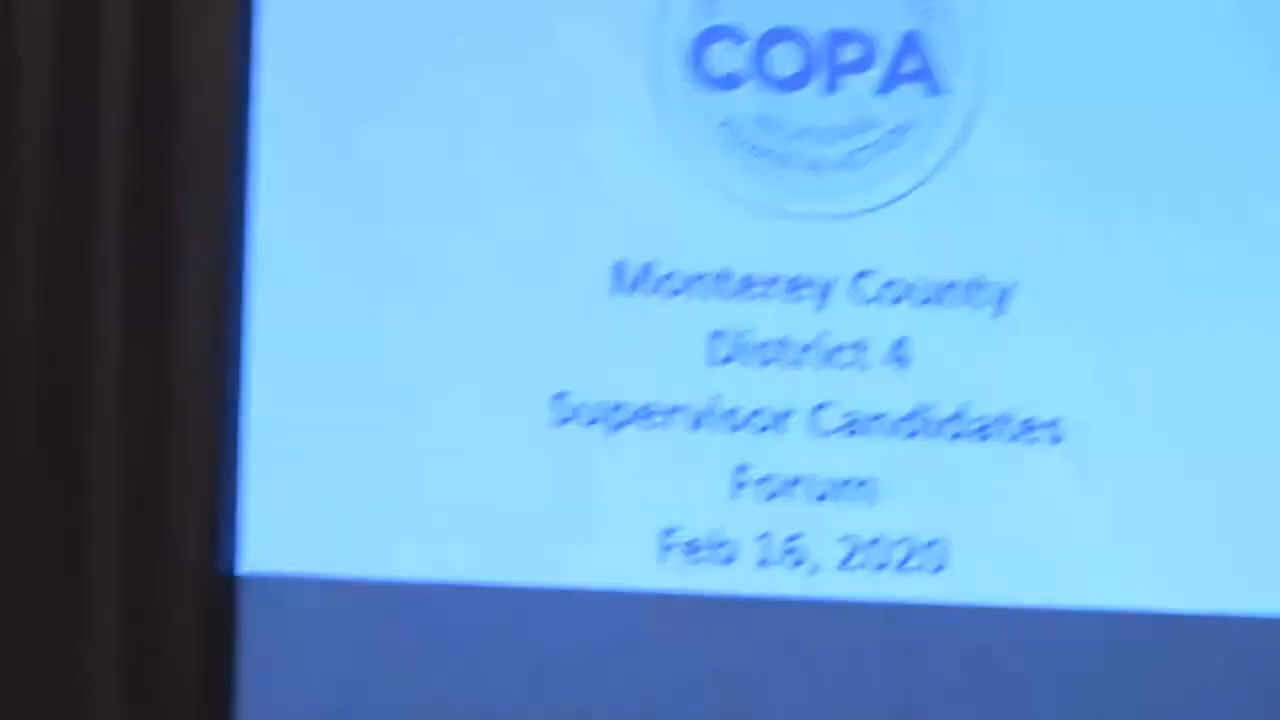 COPA
Monterey County
District 4
Supervisor Candidates
Forum
Feb 16, 2020